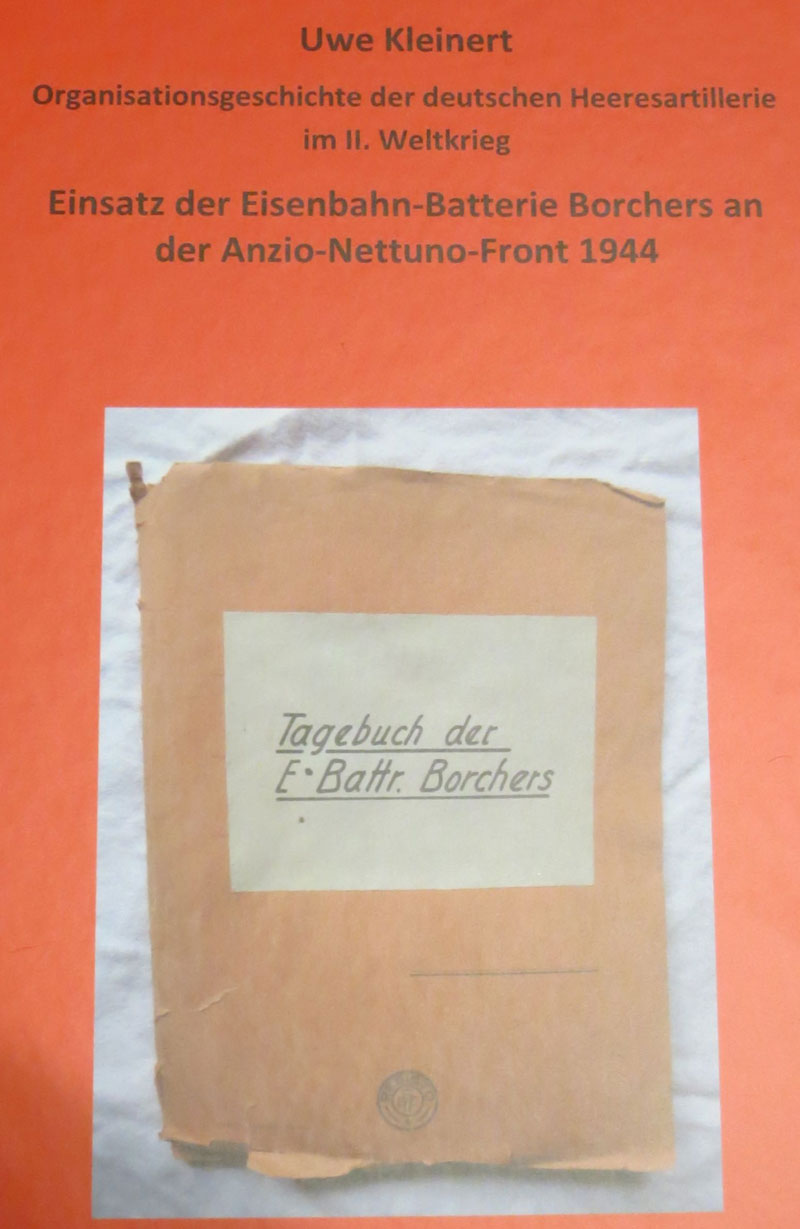 Uwe Kleinert
Organisationsgeschichte der deutschen Heeresartillerie
im II. Weltkrieg
Einsatz der Eisenbahn-Batterie Borchers an
der Anzio-Nettuno-Front 1944
Tagebuch der
E·Battr. Borchers